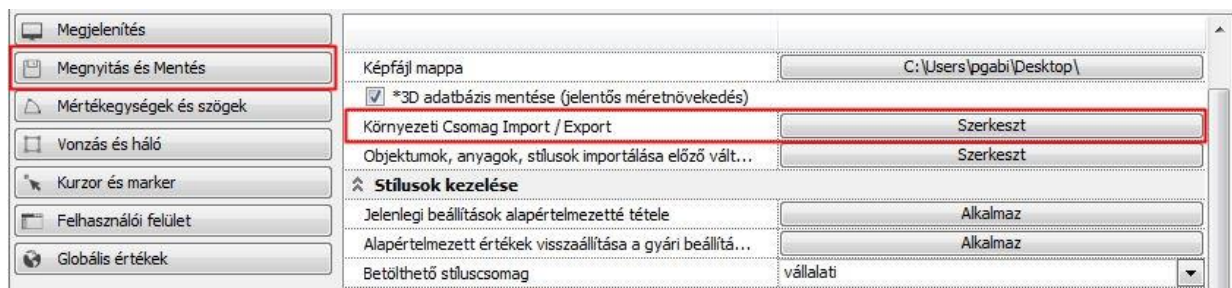 Megjelenítés
Megnyitás és Mentés
Mértékegységek és szögek
Vonzás és háló
Kurzor és marker
Felhasználói felület
Globális értékek
Képfájl mappa C:\Users\pgabi\Desktop\
*3D adatbázis mentése (jelentős méretnövekedés)
Környezeti Csomag Import / Export Szerkeszt
Objektumok, anyagok, stílusok importálása előző vált... Szerkeszt
Stílusok kezelése
Jelenlegi beállítások alapértelmezetté tétele Alkalmaz
Alapértelmezett értékek visszaállítása a gyári beállítá... Alkalmaz
Betölthető stíluscsomag vállalati